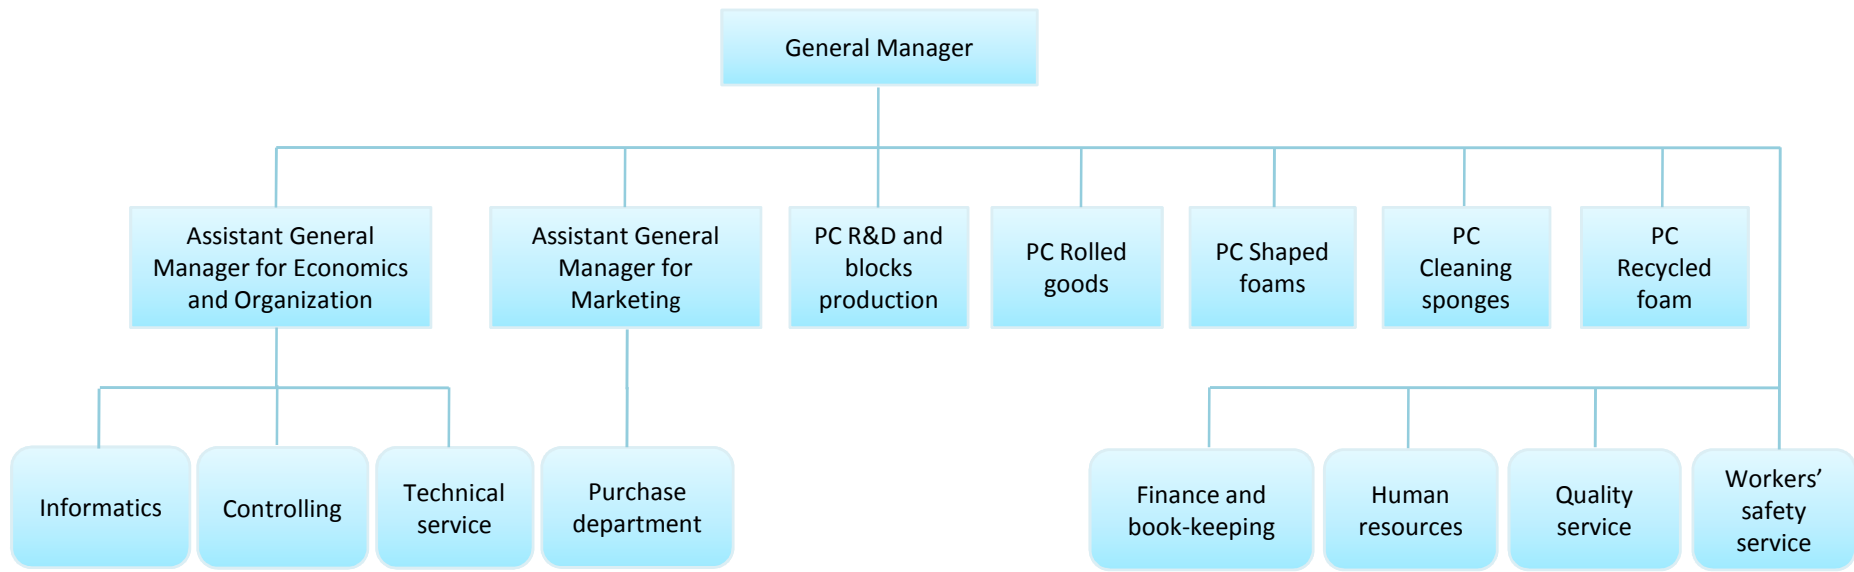 General Manager
Assistant General
Manager for Economics
and Organization
Assistant General
Manager for
Marketing
PC R&D and
blocks
production
PC Rolled
goods
PC Shaped
foams
PC
Cleaning
sponges
PC
Recycled
foam
Informatics
Controlling
Technical
service
Purchase
department
Finance and
book-keeping
Human
resources
Quality
service
Workers’
safety
service